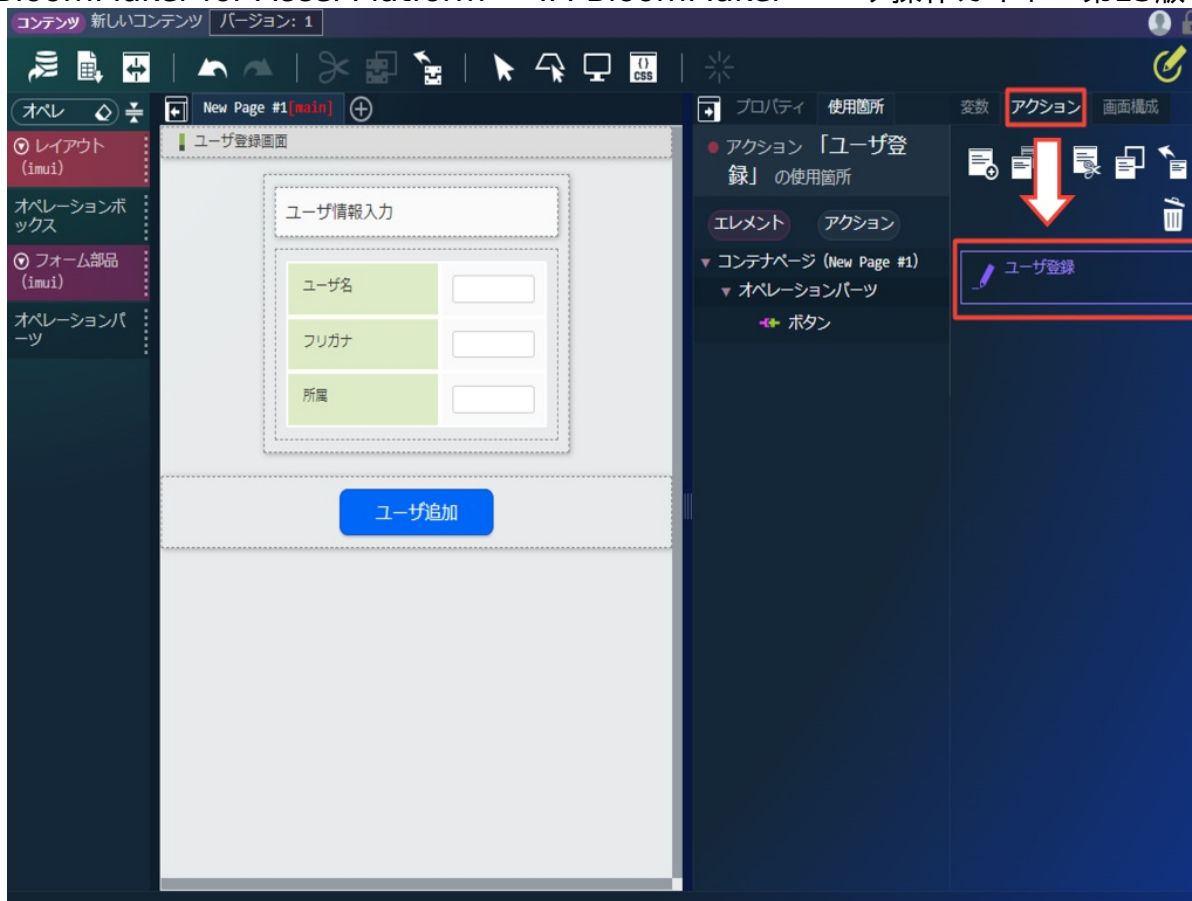 コンテンツ 新しいコンテンツ バージョン: 1
{} CSS
オペレ
New Page #1[main]
プロパティ 使用箇所
変数 アクション 画面構成
レイアウト
(imui)
オペレーションボ
ックス
フォーム部品
(imui)
オペレーションパ
ーツ
ユーザ登録画面
ユーザ情報入力
ユーザ名
フリガナ
所属
ユーザ追加
アクション 「ユーザ登
録」 の使用箇所
エレメント アクション
コンテナページ (New Page #1)
オペレーションパーツ
ボタン
ユーザ登録